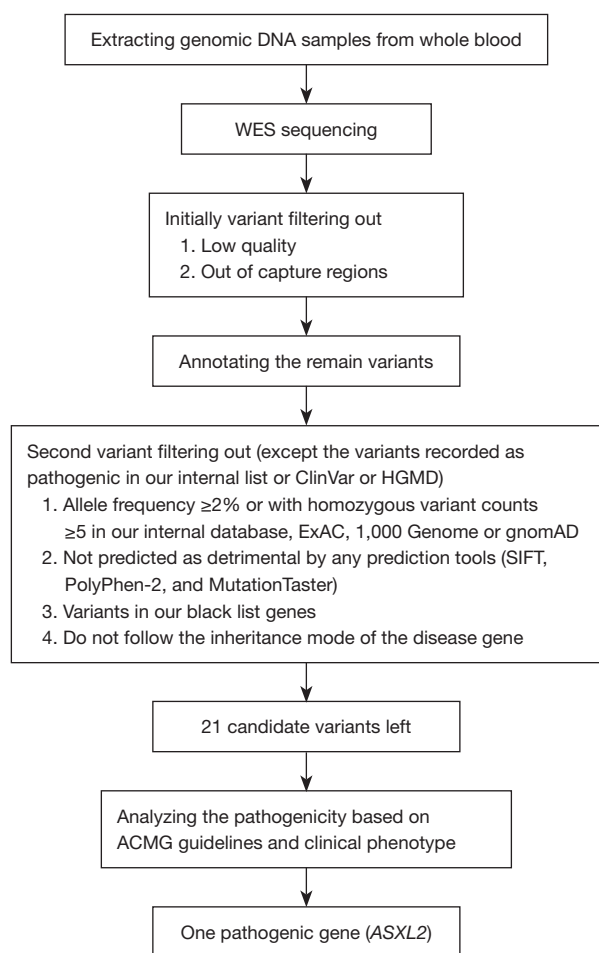 Extracting genomic DNA samples from whole blood
WES sequencing
Initially variant filtering out
1. Low quality
2. Out of capture regions
Annotating the remain variants
Second variant filtering out (except the variants recorded as
pathogenic in our internal list or ClinVar or HGMD)
1. Allele frequency ≥2% or with homozygous variant counts
≥5 in our internal database, ExAC, 1,000 Genome or gnomAD
2. Not predicted as detrimental by any prediction tools (SIFT,
PolyPhen-2, and MutationTaster)
3. Variants in our black list genes
4. Do not follow the inheritance mode of the disease gene
21 candidate variants left
Analyzing the pathogenicity based on
ACMG guidelines and clinical phenotype
One pathogenic gene (ASXL2)